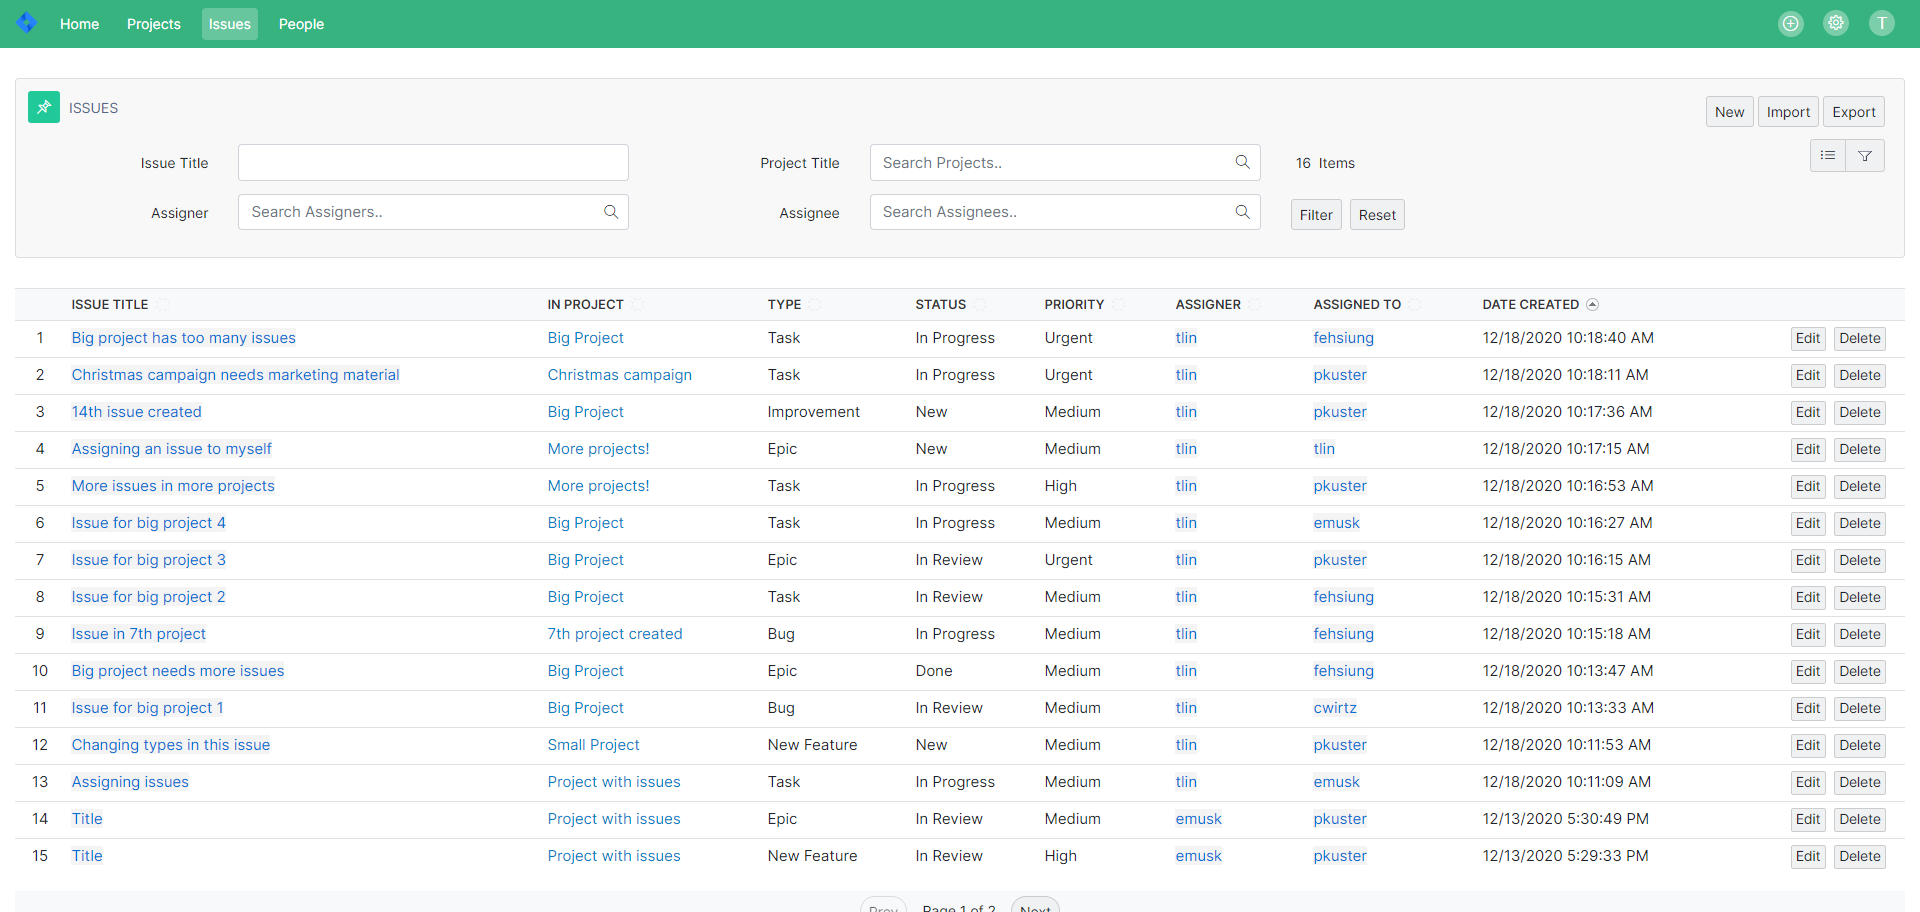 Home Projects Issues People T
ISSUES New Import Export
Issue Title Project Title Search Projects.. 16 Items
Assigner Search Assigners.. Assignee Search Assignees.. Filter Reset
ISSUE TITLE IN PROJECT TYPE STATUS PRIORITY ASSIGNER ASSIGNED TO DATE CREATED
1 Big project has too many issues Big Project Task In Progress Urgent tlin fehsiung 12/18/2020 10:18:40 AM Edit Delete
2 Christmas campaign needs marketing material Christmas campaign Task In Progress Urgent tlin pkuster 12/18/2020 10:18:11 AM Edit Delete
3 14th issue created Big Project Improvement New Medium tlin pkuster 12/18/2020 10:17:36 AM Edit Delete
4 Assigning an issue to myself More projects! Epic New Medium tlin tlin 12/18/2020 10:17:15 AM Edit Delete
5 More issues in more projects More projects! Task In Progress High tlin pkuster 12/18/2020 10:16:53 AM Edit Delete
6 Issue for big project 4 Big Project Task In Progress Medium tlin emusk 12/18/2020 10:16:27 AM Edit Delete
7 Issue for big project 3 Big Project Epic In Review Urgent tlin pkuster 12/18/2020 10:16:15 AM Edit Delete
8 Issue for big project 2 Big Project Task In Review Medium tlin fehsiung 12/18/2020 10:15:31 AM Edit Delete
9 Issue in 7th project 7th project created Bug In Progress Medium tlin fehsiung 12/18/2020 10:15:18 AM Edit Delete
10 Big project needs more issues Big Project Epic Done Medium tlin fehsiung 12/18/2020 10:13:47 AM Edit Delete
11 Issue for big project 1 Big Project Bug In Review Medium tlin cwirtz 12/18/2020 10:13:33 AM Edit Delete
12 Changing types in this issue Small Project New Feature New Medium tlin pkuster 12/18/2020 10:11:53 AM Edit Delete
13 Assigning issues Project with issues Task In Progress Medium tlin emusk 12/18/2020 10:11:09 AM Edit Delete
14 Title Project with issues Epic In Review Medium emusk pkuster 12/13/2020 5:30:49 PM Edit Delete
15 Title Project with issues New Feature In Review High emusk pkuster 12/13/2020 5:29:33 PM Edit Delete
Prev Page 1 of 2 Next